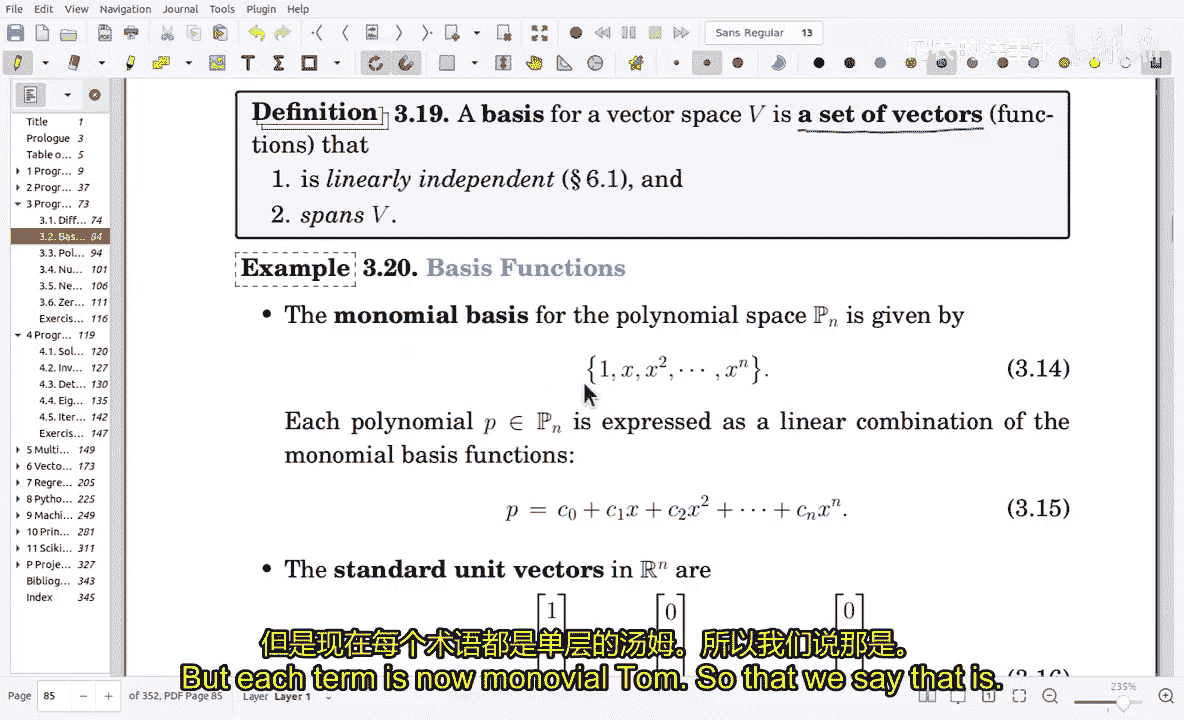 File Edit View Navigation Journal Tools Plugin Help
Sans Regular 13
Title 1
Prologue 3
Table o... 5
1 Progr... 9
2 Progr... 37
3 Progr... 73
3.1. Diff... 74
3.2. Bas... 84
3.3. Pol... 94
3.4. Nu... 101
3.5. Ne... 106
3.6. Zer... 111
Exercis... 116
4 Progr... 119
4.1. Sol... 120
4.2. Inv... 127
4.3. Det... 130
4.4. Eig... 135
4.5. Iter... 142
Exercis... 147
5 Multi... 149
6 Vecto... 173
7 Regre... 205
8 Pytho... 225
9 Machi... 249
10 Prin... 281
11 Sciki... 311
P Proje... 327
Bibliog... 343
Index 345
Definition 3.19. A basis for a vector space V is a set of vectors (func-
tions) that
1. is linearly independent (§ 6.1), and
2. spans V.
Example 3.20. Basis Functions
• The monomial basis for the polynomial space ℙₙ is given by
{1, x, x², ⋯ , xⁿ}. (3.14)
Each polynomial p ∈ ℙₙ is expressed as a linear combination of the
monomial basis functions:
p = c₀ + c₁x + c₂x² + ⋯ + cₙxⁿ. (3.15)
• The standard unit vectors in ℝⁿ are
[1] [0] [0]
但是现在每个术语都是单层的汤姆。所以我们说那是。
But each term is now monovial Tom. So that we say that is.
Page 85 of 352, PDF Page 85 Layer Layer 1 235%